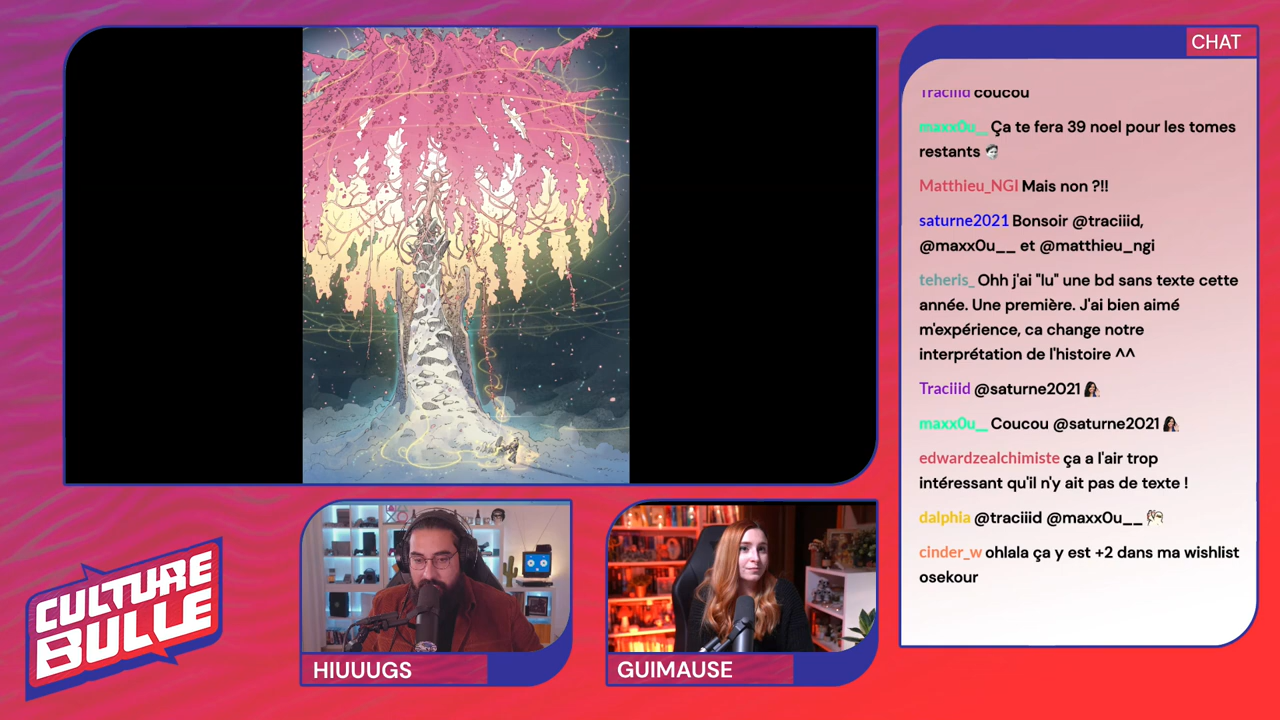 CHAT
Traciiid coucou
maxx0u__ Ça te fera 39 noel pour les tomes
restants
Matthieu_NGI Mais non ?!!
saturne2021 Bonsoir @traciiid,
@maxx0u__ et @matthieu_ngi
teheris_ Ohh j'ai "lu" une bd sans texte cette
année. Une première. J'ai bien aimé
m'expérience, ca change notre
interprétation de l'histoire ^^
Traciiid @saturne2021
maxx0u__ Coucou @saturne2021
edwardzealchimiste ça a l'air trop
intéressant qu'il n'y ait pas de texte !
dalphia @traciiid @maxx0u__
cinder_w ohlala ça y est +2 dans ma wishlist
osekour
CULTURE
BULLE
HIUUUGS
GUIMAUSE